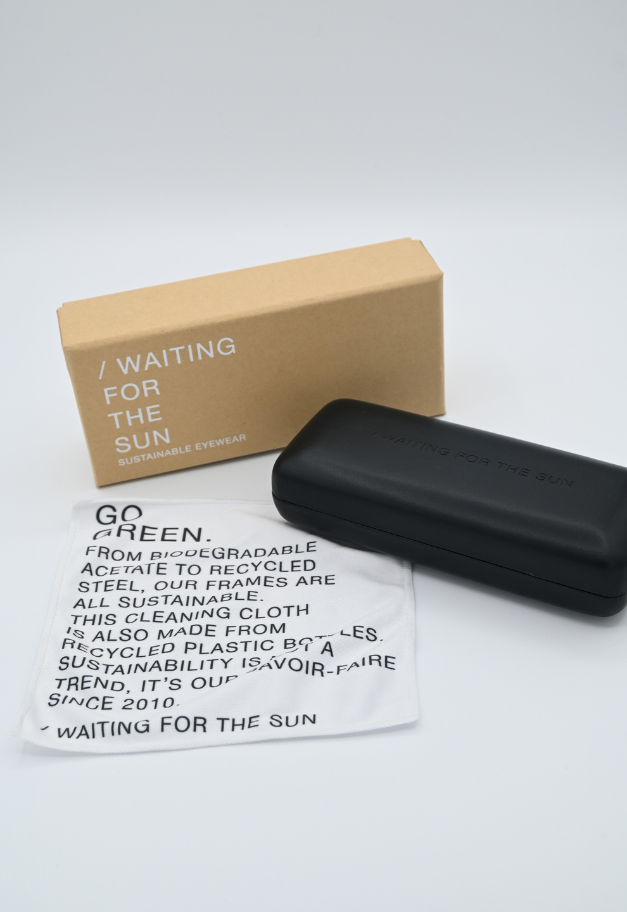 / WAITING
FOR
THE
SUN
SUSTAINABLE EYEWEAR
/ WAITING FOR THE SUN
GO
GREEN.
FROM BIODEGRADABLE
ACETATE TO RECYCLED
STEEL, OUR FRAMES ARE
ALL SUSTAINABLE.
THIS CLEANING CLOTH
IS ALSO MADE FROM
RECYCLED PLASTIC BOTTLES.
SUSTAINABILITY IS A
TREND, IT'S OUR SAVOIR-FAIRE
SINCE 2010.
/ WAITING FOR THE SUN